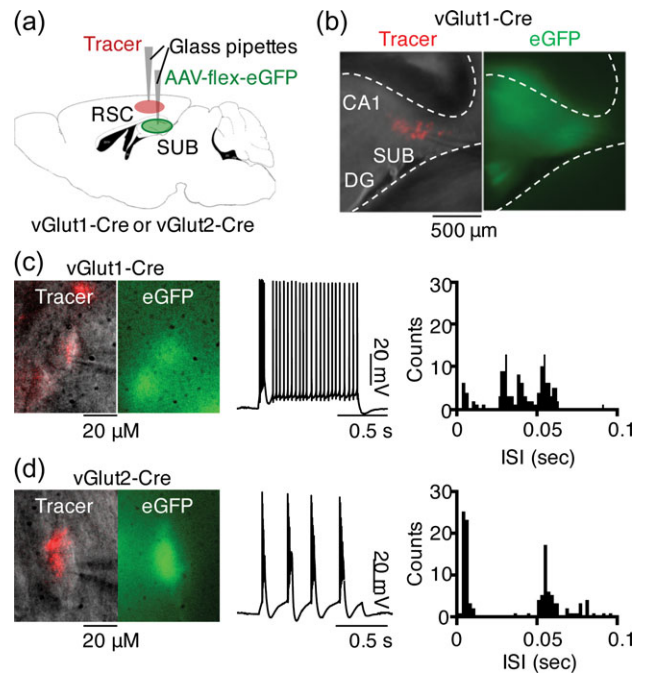 (a)
Tracer
Glass pipettes
AAV-flex-eGFP
RSC
SUB
vGlut1-Cre or vGlut2-Cre
(b)
vGlut1-Cre
Tracer
eGFP
CA1
SUB
DG
500 µm
(c)
vGlut1-Cre
Tracer
eGFP
20 µM
20 mV
0.5 s
Counts
30
20
10
0
0
0.05
0.1
ISI (sec)
(d)
vGlut2-Cre
Tracer
eGFP
20 µM
20 mV
0.5 s
Counts
30
20
10
0
0
0.05
0.1
ISI (sec)